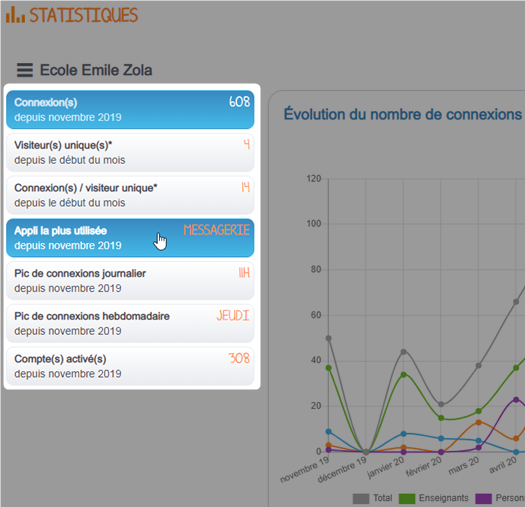 STATISTIQUES
Ecole Emile Zola
Connexion(s) 608
depuis novembre 2019
Visiteur(s) unique(s)* 4
depuis le début du mois
Connexion(s) / visiteur unique* 14
depuis le début du mois
Appli la plus utilisée MESSAGERIE
depuis novembre 2019
Pic de connexions journalier 11H
depuis novembre 2019
Pic de connexions hebdomadaire JEUDI
depuis novembre 2019
Compte(s) activé(s) 308
depuis novembre 2019
Évolution du nombre de connexions
120
100
80
60
40
20
0
novembre 19
décembre 19
janvier 20
février 20
mars 20
avril 20
Total Enseignants Person